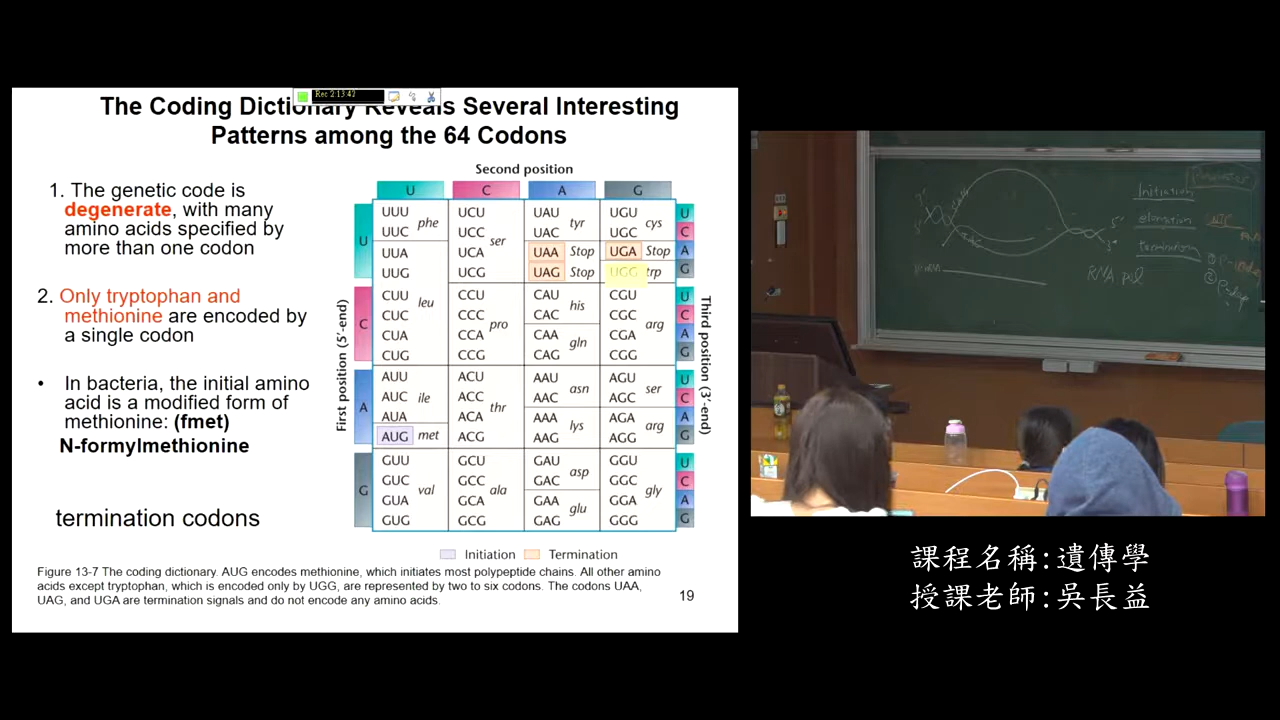 Rec 2:13:47
The Coding Dictionary Reveals Several Interesting
Patterns among the 64 Codons
1. The genetic code is
degenerate, with many
amino acids specified by
more than one codon
2. Only tryptophan and
methionine are encoded by
a single codon
• In bacteria, the initial amino
acid is a modified form of
methionine: (fmet)
N-formylmethionine
termination codons
Second position
U C A G
First position (5′-end)
Third position (3′-end)
U
UUU UCU UAU UGU U
phe tyr cys
UUC UCC UAC UGC C
ser
UUA UCA UAA Stop UGA Stop A
UUG UCG UAG Stop UGG trp G
leu
C
CUU CCU CAU CGU U
his
CUC CCC CAC CGC C
pro arg
CUA CCA CAA CGA A
gln
CUG CCG CAG CGG G
A
AUU ACU AAU AGU U
asn ser
AUC ile ACC AAC AGC C
thr
AUA ACA AAA AGA A
lys arg
AUG met ACG AAG AGG G
G
GUU GCU GAU GGU U
asp
GUC GCC GAC GGC C
val ala gly
GUA GCA GAA GGA A
glu
GUG GCG GAG GGG G
Initiation Termination
Figure 13-7 The coding dictionary. AUG encodes methionine, which initiates most polypeptide chains. All other amino
acids except tryptophan, which is encoded only by UGG, are represented by two to six codons. The codons UAA,
UAG, and UGA are termination signals and do not encode any amino acids.
19
Initiation
elongation
termination
RNA pol
課程名稱:遺傳學
授課老師:吳長益